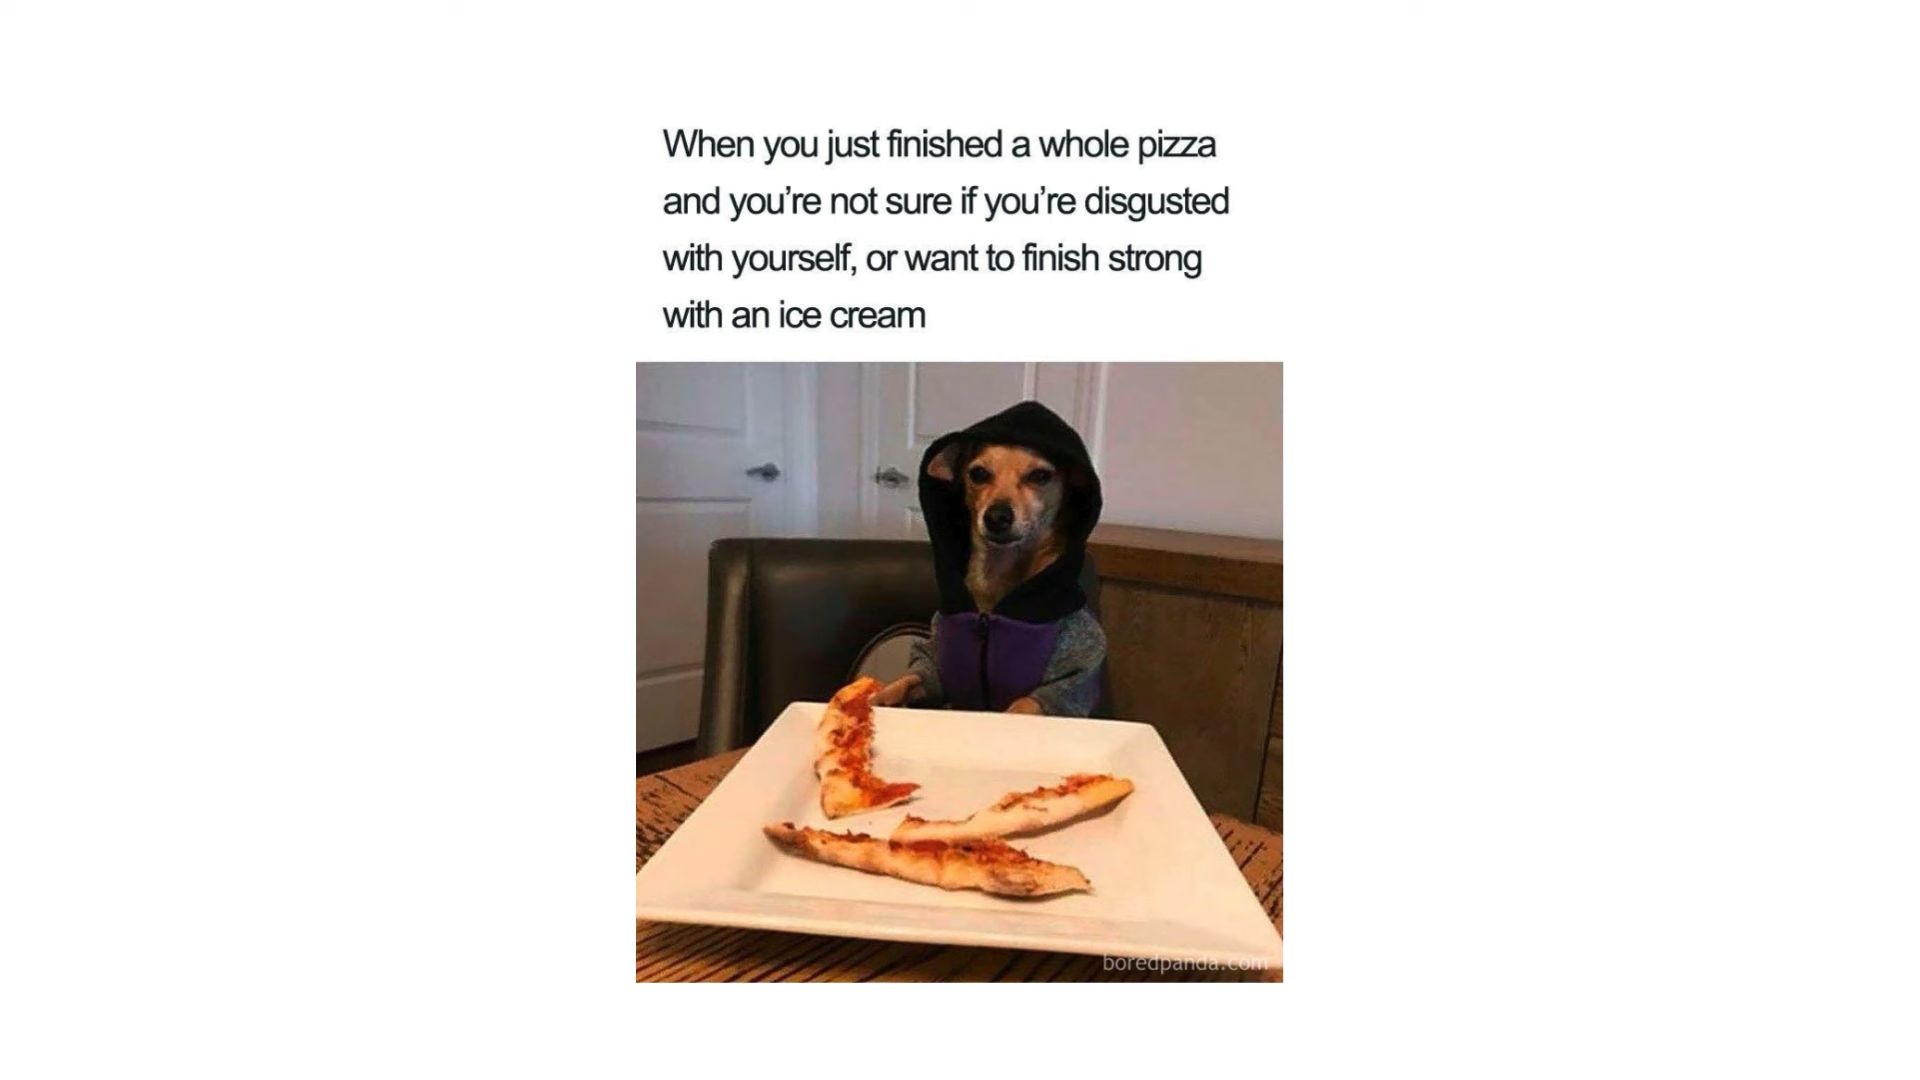 When you just finished a whole pizza
and you’re not sure if you’re disgusted
with yourself, or want to finish strong
with an ice cream
boredpanda.com